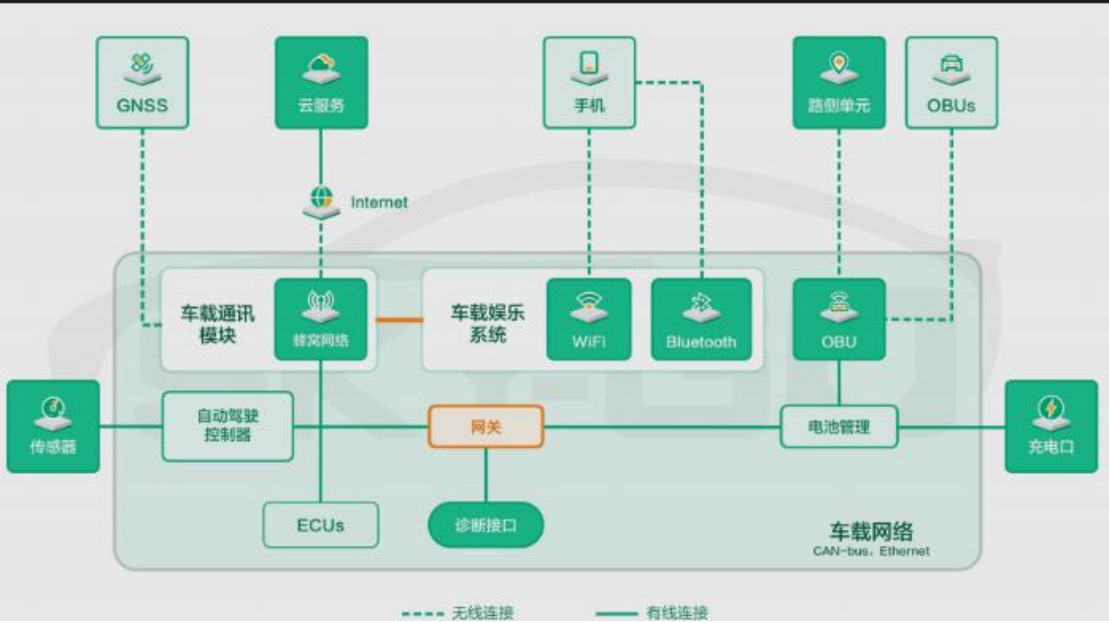 GNSS
云服务
手机
路侧单元
OBUs
Internet
车载通讯
模块
蜂窝网络
车载娱乐
系统
WiFi
Bluetooth
OBU
传感器
自动驾驶
控制器
网关
电池管理
充电口
ECUs
诊断接口
车载网络
CAN-bus, Ethernet
无线连接
有线连接
SKY-GO